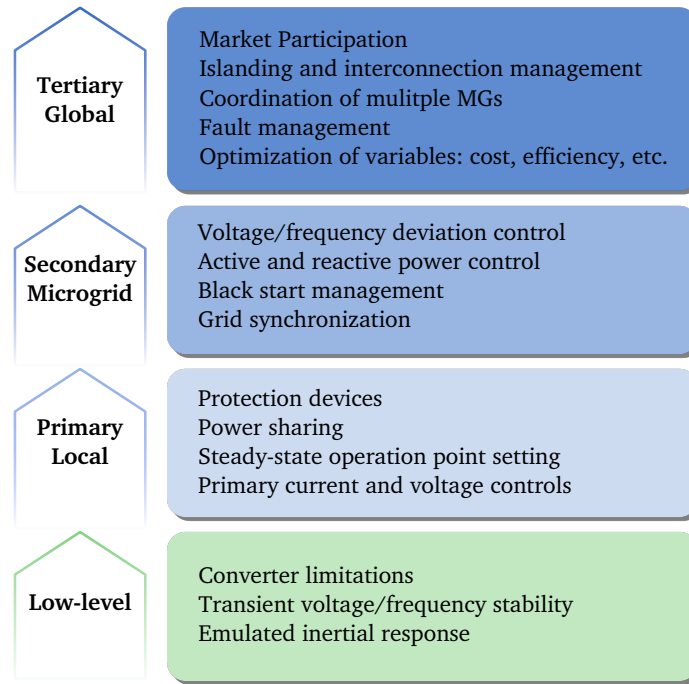 Tertiary
Global
Market Participation
Islanding and interconnection management
Coordination of mulitple MGs
Fault management
Optimization of variables: cost, efficiency, etc.
Secondary
Microgrid
Voltage/frequency deviation control
Active and reactive power control
Black start management
Grid synchronization
Primary
Local
Protection devices
Power sharing
Steady-state operation point setting
Primary current and voltage controls
Low-level
Converter limitations
Transient voltage/frequency stability
Emulated inertial response